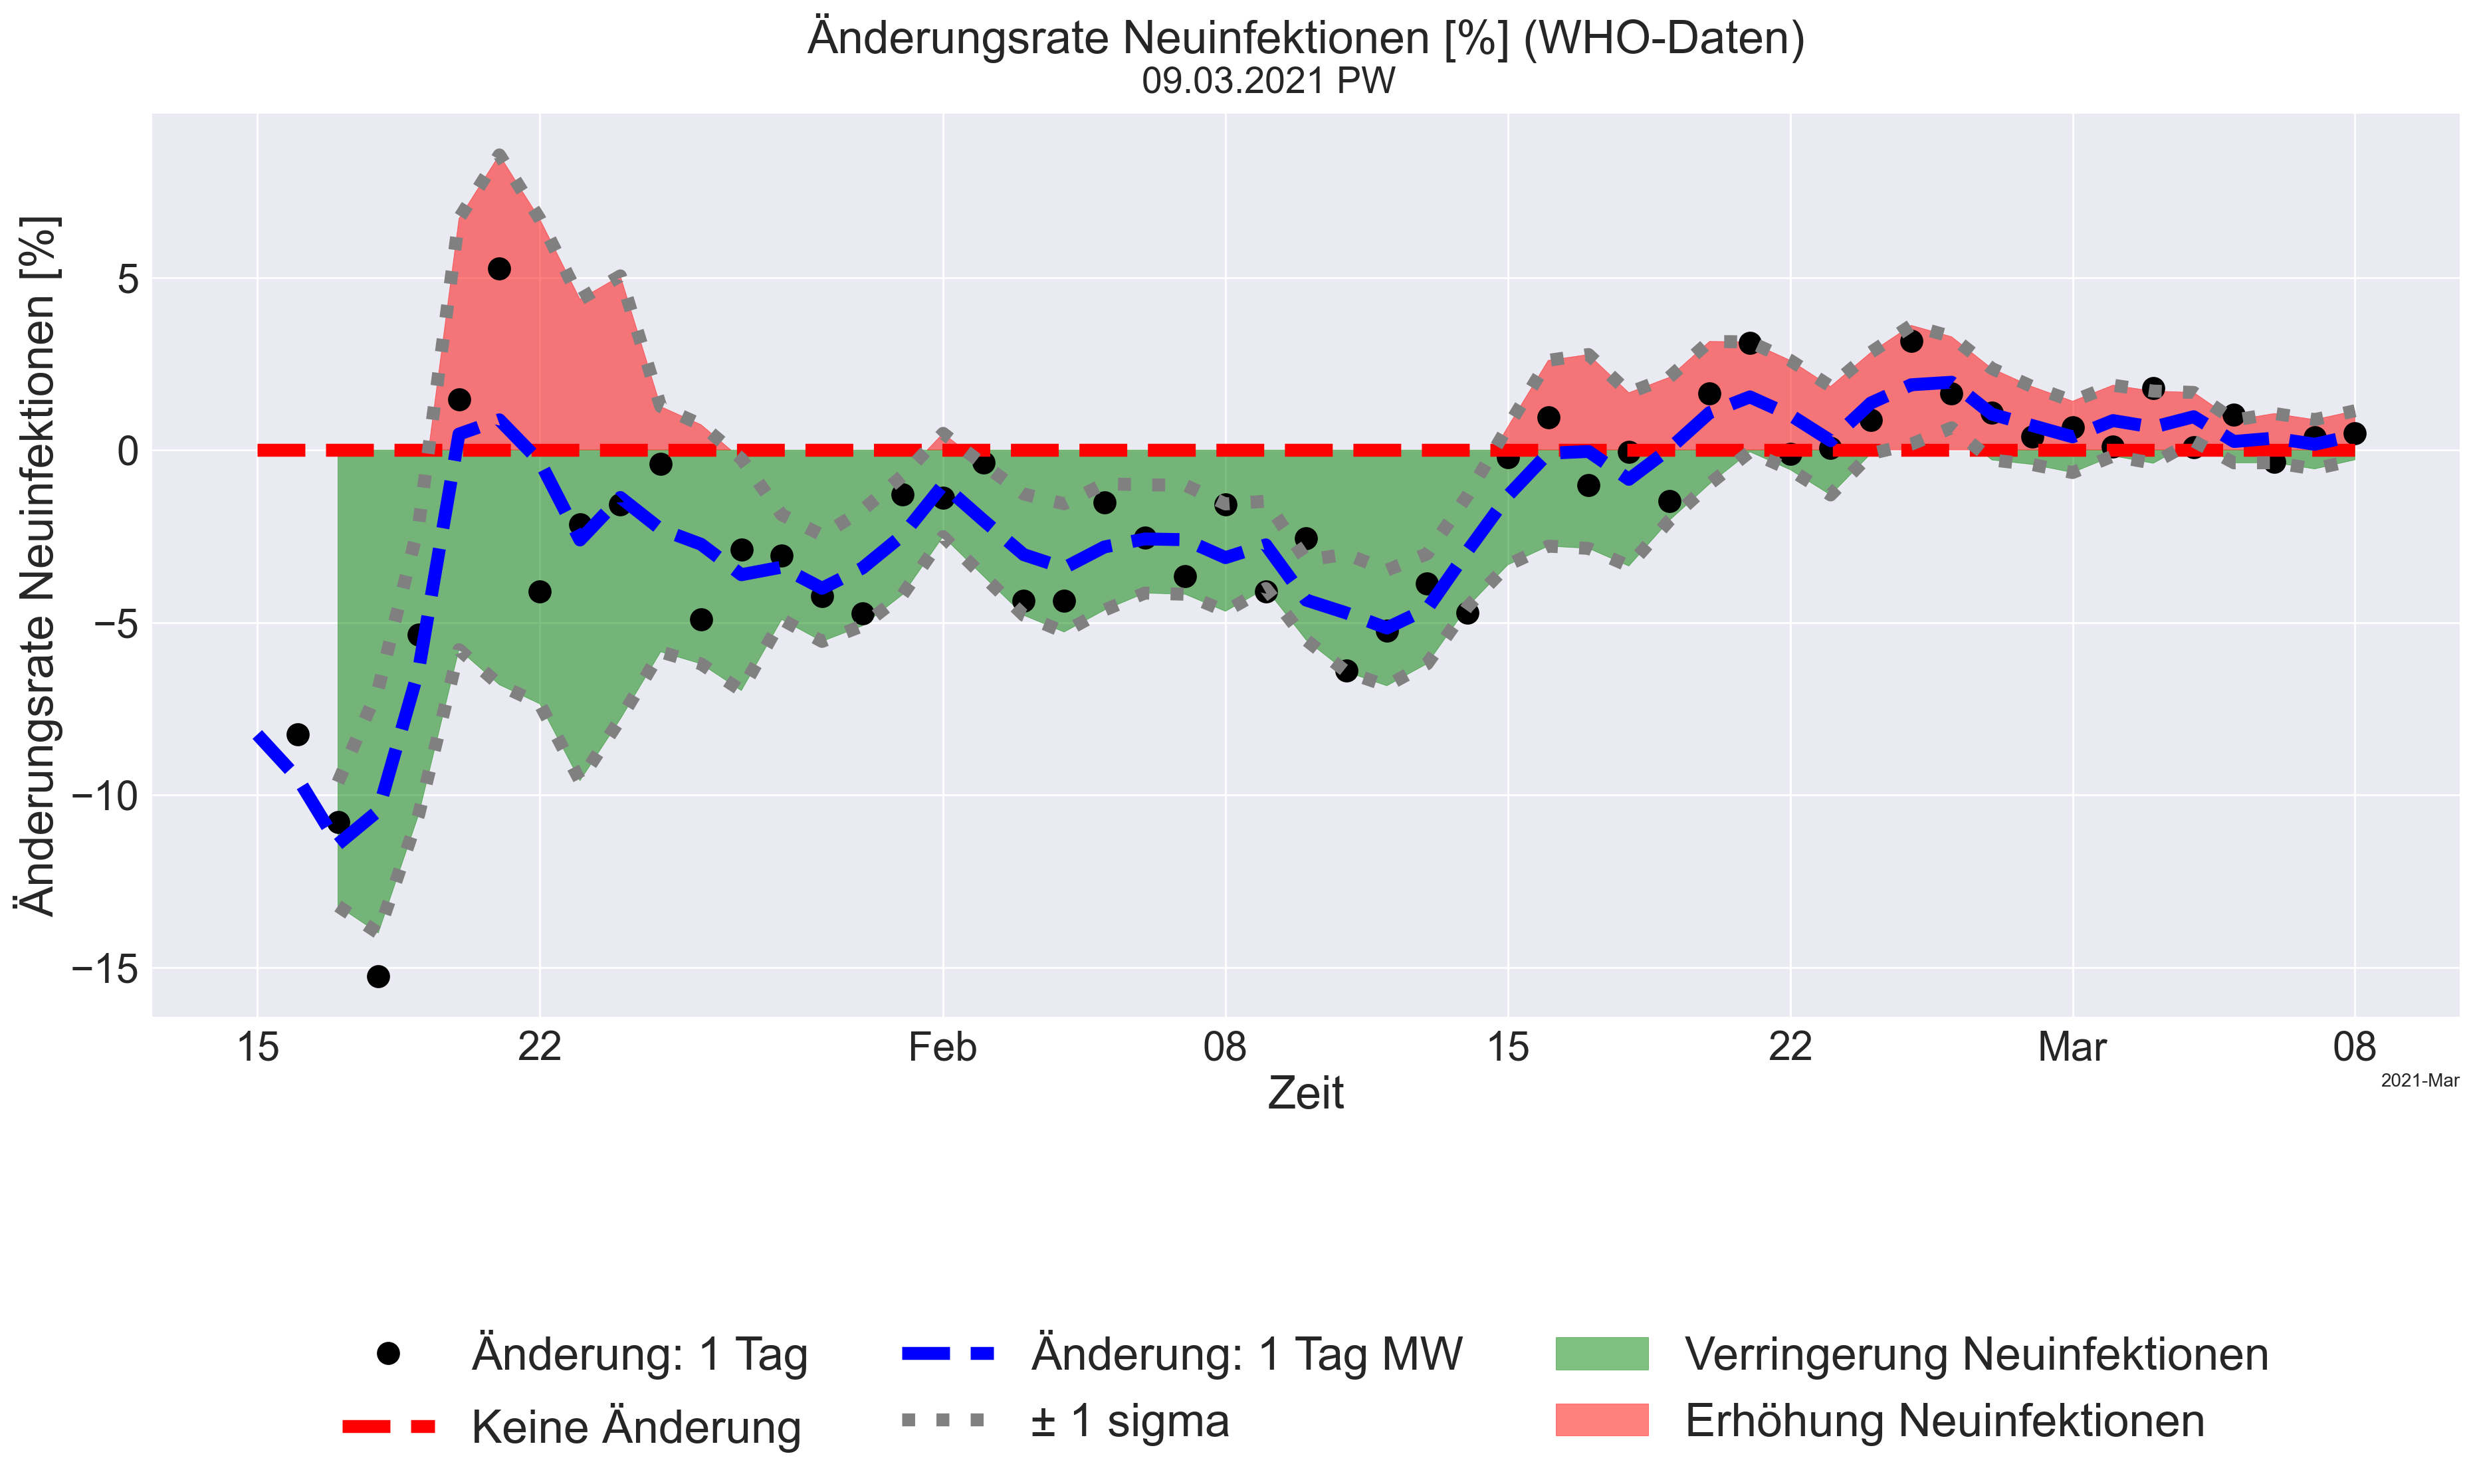 Änderungsrate Neuinfektionen [%] (WHO-Daten)
09.03.2021 PW
Änderungsrate Neuinfektionen [%]
5
0
−5
−10
−15
15 22 Feb 08 15 22 Mar 08
Zeit
2021-Mar
Änderung: 1 Tag
Keine Änderung
Änderung: 1 Tag MW
± 1 sigma
Verringerung Neuinfektionen
Erhöhung Neuinfektionen